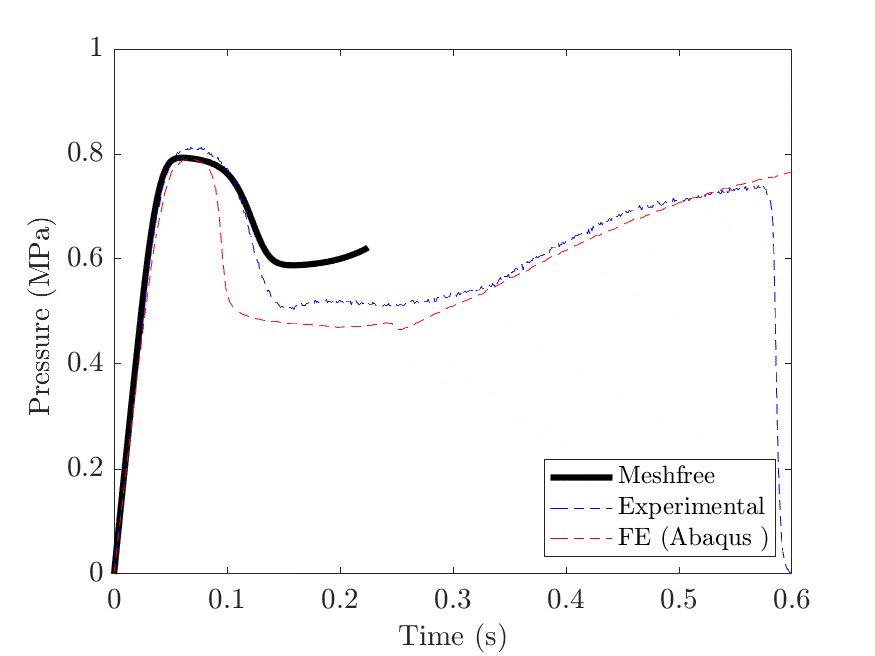 1
0.8
0.6
0.4
0.2
0
Pressure (MPa)
Meshfree
Experimental
FE (Abaqus )
0 0.1 0.2 0.3 0.4 0.5 0.6
Time (s)